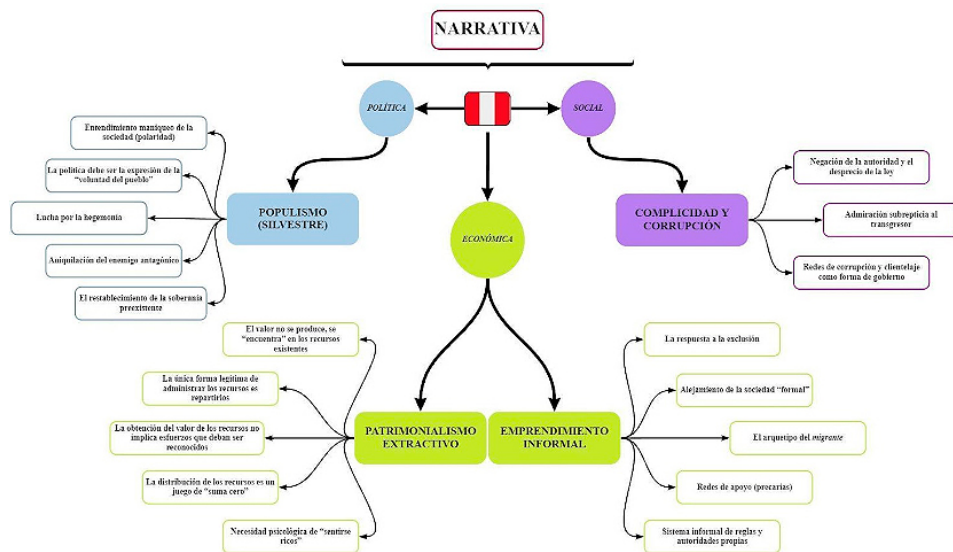 NARRATIVA
POLÍTICA
SOCIAL
ECONÓMICA
POPULISMO
(SILVESTRE)
Entendimiento maniqueo de la
sociedad (polaridad)
La política debe ser la expresión de la
“voluntad del pueblo”
Lucha por la hegemonía
Aniquilación del enemigo antagónico
El restablecimiento de la soberanía
preexistente
COMPLICIDAD Y
CORRUPCIÓN
Negación de la autoridad y el
desprecio de la ley
Admiración subrepticia al
transgresor
Redes de corrupción y clientelaje
como forma de gobierno
PATRIMONIALISMO
EXTRACTIVO
El valor no se produce, se
“encuentra” en los recursos
existentes
La única forma legítima de
administrar los recursos es
repartirlos
La obtención del valor de los recursos no
implica esfuerzos que deban ser
reconocidos
La distribución de los recursos es un
juego de “suma cero”
Necesidad psicológica de “sentirse
ricos”
EMPRENDIMIENTO
INFORMAL
La respuesta a la exclusión
Alejamiento de la sociedad “formal”
El arquetipo del migrante
Redes de apoyo (precarias)
Sistema informal de reglas y
autoridades propias